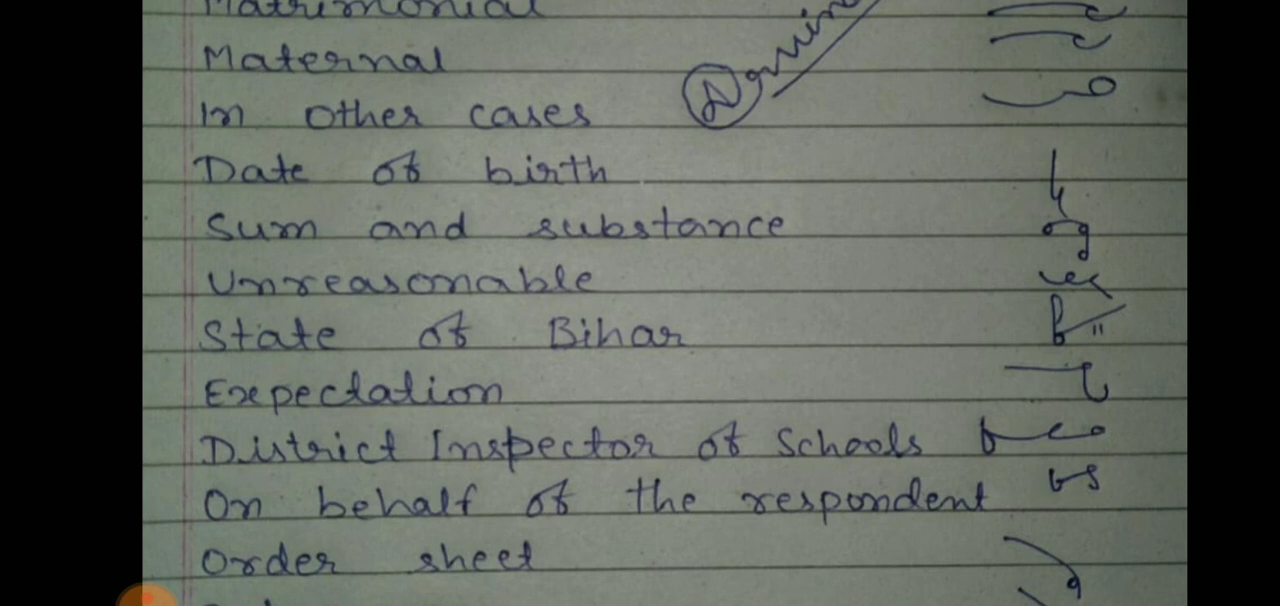 Matrimonial
Maternal
In other cases
Date of birth
Sum and substance
Unreasonable
State of Bihar
Expectation
District Inspector of Schools
On behalf of the respondent
Order sheet